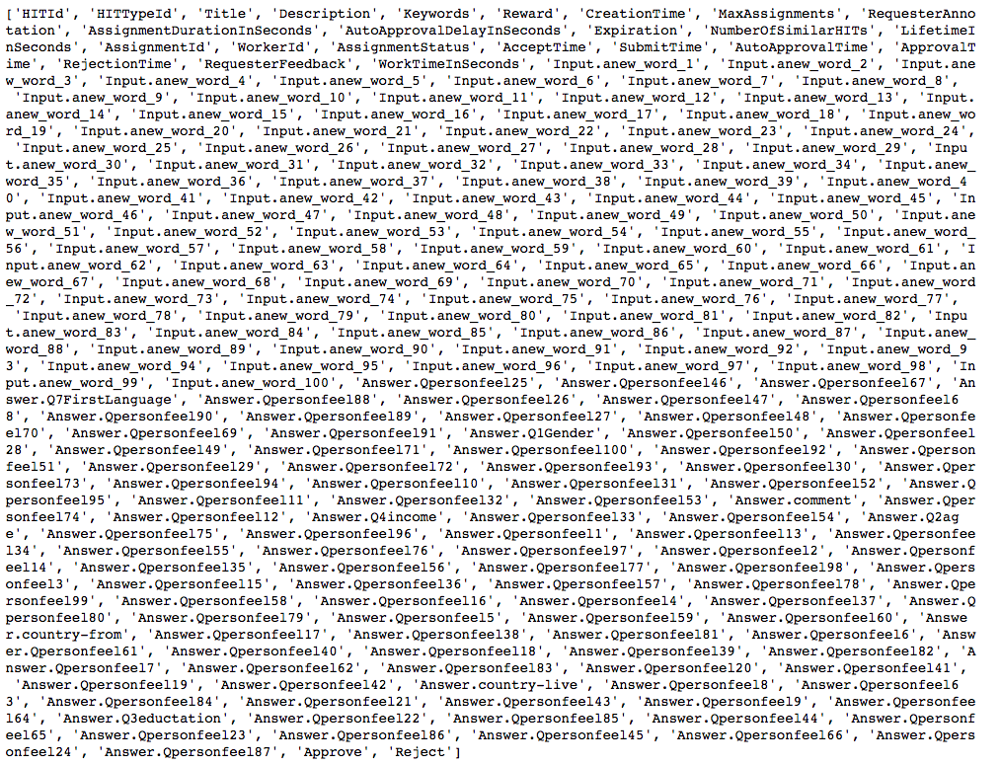 ['HITId', 'HITTypeId', 'Title', 'Description', 'Keywords', 'Reward', 'CreationTime', 'MaxAssignments', 'RequesterAnno
tation', 'AssignmentDurationInSeconds', 'AutoApprovalDelayInSeconds', 'Expiration', 'NumberOfSimilarHITs', 'LifetimeI
nSeconds', 'AssignmentId', 'WorkerId', 'AssignmentStatus', 'AcceptTime', 'SubmitTime', 'AutoApprovalTime', 'ApprovalT
ime', 'RejectionTime', 'RequesterFeedback', 'WorkTimeInSeconds', 'Input.anew_word_1', 'Input.anew_word_2', 'Input.ane
w_word_3', 'Input.anew_word_4', 'Input.anew_word_5', 'Input.anew_word_6', 'Input.anew_word_7', 'Input.anew_word_8',
 'Input.anew_word_9', 'Input.anew_word_10', 'Input.anew_word_11', 'Input.anew_word_12', 'Input.anew_word_13', 'Input.
anew_word_14', 'Input.anew_word_15', 'Input.anew_word_16', 'Input.anew_word_17', 'Input.anew_word_18', 'Input.anew_wo
rd_19', 'Input.anew_word_20', 'Input.anew_word_21', 'Input.anew_word_22', 'Input.anew_word_23', 'Input.anew_word_24',
 'Input.anew_word_25', 'Input.anew_word_26', 'Input.anew_word_27', 'Input.anew_word_28', 'Input.anew_word_29', 'Inpu
t.anew_word_30', 'Input.anew_word_31', 'Input.anew_word_32', 'Input.anew_word_33', 'Input.anew_word_34', 'Input.anew_
word_35', 'Input.anew_word_36', 'Input.anew_word_37', 'Input.anew_word_38', 'Input.anew_word_39', 'Input.anew_word_4
0', 'Input.anew_word_41', 'Input.anew_word_42', 'Input.anew_word_43', 'Input.anew_word_44', 'Input.anew_word_45', 'In
put.anew_word_46', 'Input.anew_word_47', 'Input.anew_word_48', 'Input.anew_word_49', 'Input.anew_word_50', 'Input.ane
w_word_51', 'Input.anew_word_52', 'Input.anew_word_53', 'Input.anew_word_54', 'Input.anew_word_55', 'Input.anew_word_
56', 'Input.anew_word_57', 'Input.anew_word_58', 'Input.anew_word_59', 'Input.anew_word_60', 'Input.anew_word_61', 'I
nput.anew_word_62', 'Input.anew_word_63', 'Input.anew_word_64', 'Input.anew_word_65', 'Input.anew_word_66', 'Input.an
ew_word_67', 'Input.anew_word_68', 'Input.anew_word_69', 'Input.anew_word_70', 'Input.anew_word_71', 'Input.anew_word
_72', 'Input.anew_word_73', 'Input.anew_word_74', 'Input.anew_word_75', 'Input.anew_word_76', 'Input.anew_word_77',
 'Input.anew_word_78', 'Input.anew_word_79', 'Input.anew_word_80', 'Input.anew_word_81', 'Input.anew_word_82', 'Inpu
t.anew_word_83', 'Input.anew_word_84', 'Input.anew_word_85', 'Input.anew_word_86', 'Input.anew_word_87', 'Input.anew_
word_88', 'Input.anew_word_89', 'Input.anew_word_90', 'Input.anew_word_91', 'Input.anew_word_92', 'Input.anew_word_9
3', 'Input.anew_word_94', 'Input.anew_word_95', 'Input.anew_word_96', 'Input.anew_word_97', 'Input.anew_word_98', 'In
put.anew_word_99', 'Input.anew_word_100', 'Answer.Qpersonfeel25', 'Answer.Qpersonfeel46', 'Answer.Qpersonfeel67', 'An
swer.Q7FirstLanguage', 'Answer.Qpersonfeel88', 'Answer.Qpersonfeel26', 'Answer.Qpersonfeel47', 'Answer.Qpersonfeel6
8', 'Answer.Qpersonfeel90', 'Answer.Qpersonfeel89', 'Answer.Qpersonfeel27', 'Answer.Qpersonfeel48', 'Answer.Qpersonfe
el70', 'Answer.Qpersonfeel69', 'Answer.Qpersonfeel91', 'Answer.Q1Gender', 'Answer.Qpersonfeel50', 'Answer.Qpersonfeel
28', 'Answer.Qpersonfeel49', 'Answer.Qpersonfeel71', 'Answer.Qpersonfeel100', 'Answer.Qpersonfeel92', 'Answer.Qperson
feel51', 'Answer.Qpersonfeel29', 'Answer.Qpersonfeel72', 'Answer.Qpersonfeel93', 'Answer.Qpersonfeel30', 'Answer.Qper
sonfeel73', 'Answer.Qpersonfeel94', 'Answer.Qpersonfeel10', 'Answer.Qpersonfeel31', 'Answer.Qpersonfeel52', 'Answer.Q
personfeel95', 'Answer.Qpersonfeel11', 'Answer.Qpersonfeel32', 'Answer.Qpersonfeel53', 'Answer.comment', 'Answer.Qper
sonfeel74', 'Answer.Qpersonfeel12', 'Answer.Q4income', 'Answer.Qpersonfeel33', 'Answer.Qpersonfeel54', 'Answer.Q2ag
e', 'Answer.Qpersonfeel75', 'Answer.Qpersonfeel96', 'Answer.Qpersonfeel1', 'Answer.Qpersonfeel13', 'Answer.Qpersonfee
l34', 'Answer.Qpersonfeel55', 'Answer.Qpersonfeel76', 'Answer.Qpersonfeel97', 'Answer.Qpersonfeel2', 'Answer.Qpersonf
eel14', 'Answer.Qpersonfeel35', 'Answer.Qpersonfeel56', 'Answer.Qpersonfeel77', 'Answer.Qpersonfeel98', 'Answer.Qpers
onfeel3', 'Answer.Qpersonfeel15', 'Answer.Qpersonfeel36', 'Answer.Qpersonfeel57', 'Answer.Qpersonfeel78', 'Answer.Qpe
rsonfeel99', 'Answer.Qpersonfeel58', 'Answer.Qpersonfeel16', 'Answer.Qpersonfeel4', 'Answer.Qpersonfeel37', 'Answer.Q
personfeel80', 'Answer.Qpersonfeel79', 'Answer.Qpersonfeel5', 'Answer.Qpersonfeel59', 'Answer.Qpersonfeel60', 'Answe
r.country-from', 'Answer.Qpersonfeel17', 'Answer.Qpersonfeel38', 'Answer.Qpersonfeel81', 'Answer.Qpersonfeel6', 'Answ
er.Qpersonfeel61', 'Answer.Qpersonfeel40', 'Answer.Qpersonfeel18', 'Answer.Qpersonfeel39', 'Answer.Qpersonfeel82', 'A
nswer.Qpersonfeel7', 'Answer.Qpersonfeel62', 'Answer.Qpersonfeel83', 'Answer.Qpersonfeel20', 'Answer.Qpersonfeel41',
 'Answer.Qpersonfeel19', 'Answer.Qpersonfeel42', 'Answer.country-live', 'Answer.Qpersonfeel8', 'Answer.Qpersonfeel6
3', 'Answer.Qpersonfeel84', 'Answer.Qpersonfeel21', 'Answer.Qpersonfeel43', 'Answer.Qpersonfeel9', 'Answer.Qpersonfee
l64', 'Answer.Q3eductation', 'Answer.Qpersonfeel22', 'Answer.Qpersonfeel85', 'Answer.Qpersonfeel44', 'Answer.Qpersonf
eel65', 'Answer.Qpersonfeel23', 'Answer.Qpersonfeel86', 'Answer.Qpersonfeel45', 'Answer.Qpersonfeel66', 'Answer.Qpers
onfeel24', 'Answer.Qpersonfeel87', 'Approve', 'Reject']